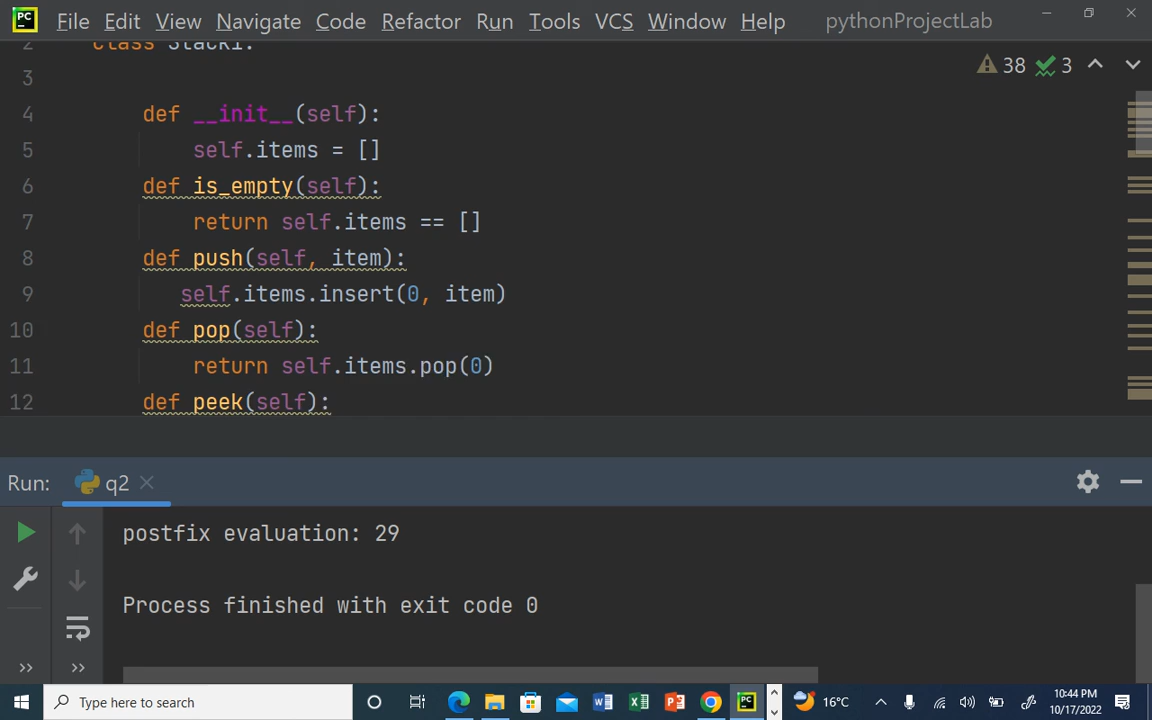 PC File Edit View Navigate Code Refactor Run Tools VCS Window Help pythonProjectLab
2 class Stack1:
38 3
3
4 def __init__(self):
5 self.items = []
6 def is_empty(self):
7 return self.items == []
8 def push(self, item):
9 self.items.insert(0, item)
10 def pop(self):
11 return self.items.pop(0)
12 def peek(self):
Run: q2
postfix evaluation: 29
Process finished with exit code 0
Type here to search
16°C
10:44 PM
10/17/2022